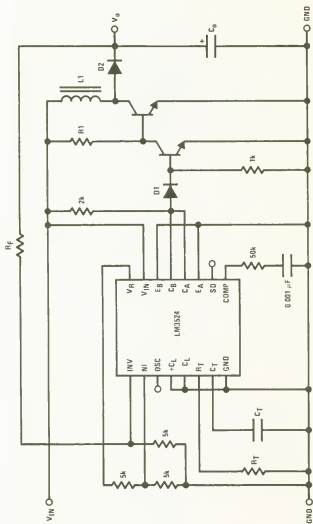 VIN
RF
L1
D2
Vo
+
Co
GND
R1
2k
D1
1k
VR
VIN
EB
CB
CA
EA
SD
COMP
LM3524
INV
NI
OSC
+CL
CL
RT
CT
GND
50k
0.001 µF
5k
5k
5k
RT
CT
GND
GND